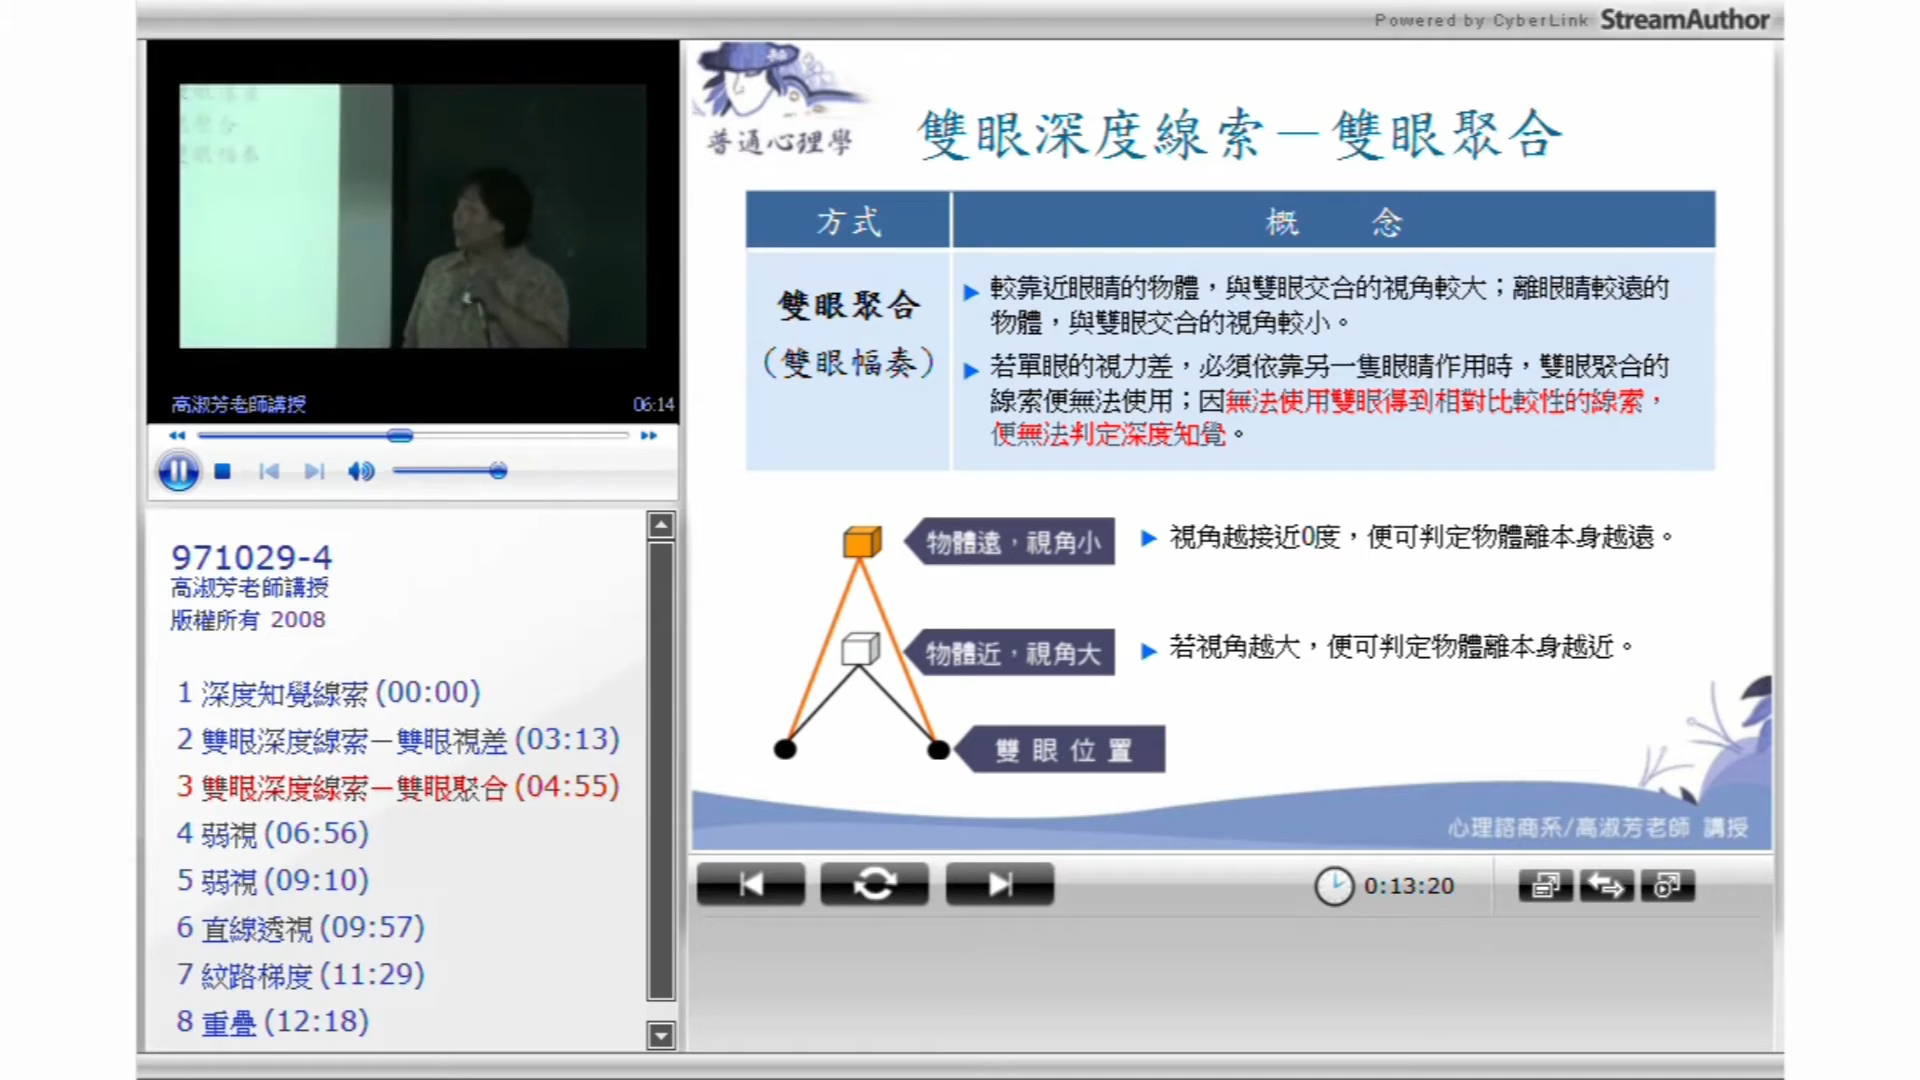 Powered by CyberLink StreamAuthor
高淑芳老師講授 06:14
971029-4
高淑芳老師講授
版權所有 2008
1 深度知覺線索 (00:00)
2 雙眼深度線索－雙眼視差 (03:13)
3 雙眼深度線索－雙眼聚合 (04:55)
4 弱視 (06:56)
5 弱視 (09:10)
6 直線透視 (09:57)
7 紋路梯度 (11:29)
8 重疊 (12:18)
普通心理學
雙眼深度線索－雙眼聚合
方式 概 念
雙眼聚合
（雙眼幅奏）
較靠近眼睛的物體，與雙眼交合的視角較大；離眼睛較遠的
物體，與雙眼交合的視角較小。
若單眼的視力差，必須依靠另一隻眼睛作用時，雙眼聚合的
線索便無法使用；因無法使用雙眼得到相對比較性的線索，
便無法判定深度知覺。
物體遠，視角小
視角越接近0度，便可判定物體離本身越遠。
物體近，視角大
若視角越大，便可判定物體離本身越近。
雙眼位置
心理諮商系/高淑芳老師 講授
0:13:20